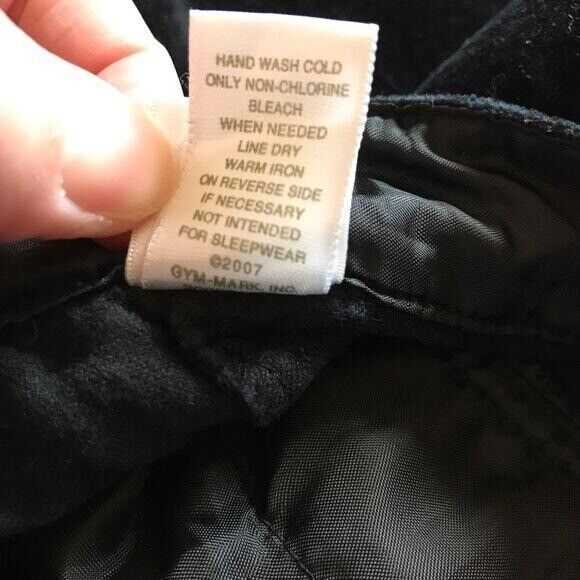 HAND WASH COLD
ONLY NON-CHLORINE
BLEACH
WHEN NEEDED
LINE DRY
WARM IRON
ON REVERSE SIDE
IF NECESSARY
NOT INTENDED
FOR SLEEPWEAR
©2007
GYM-MARK, INC.